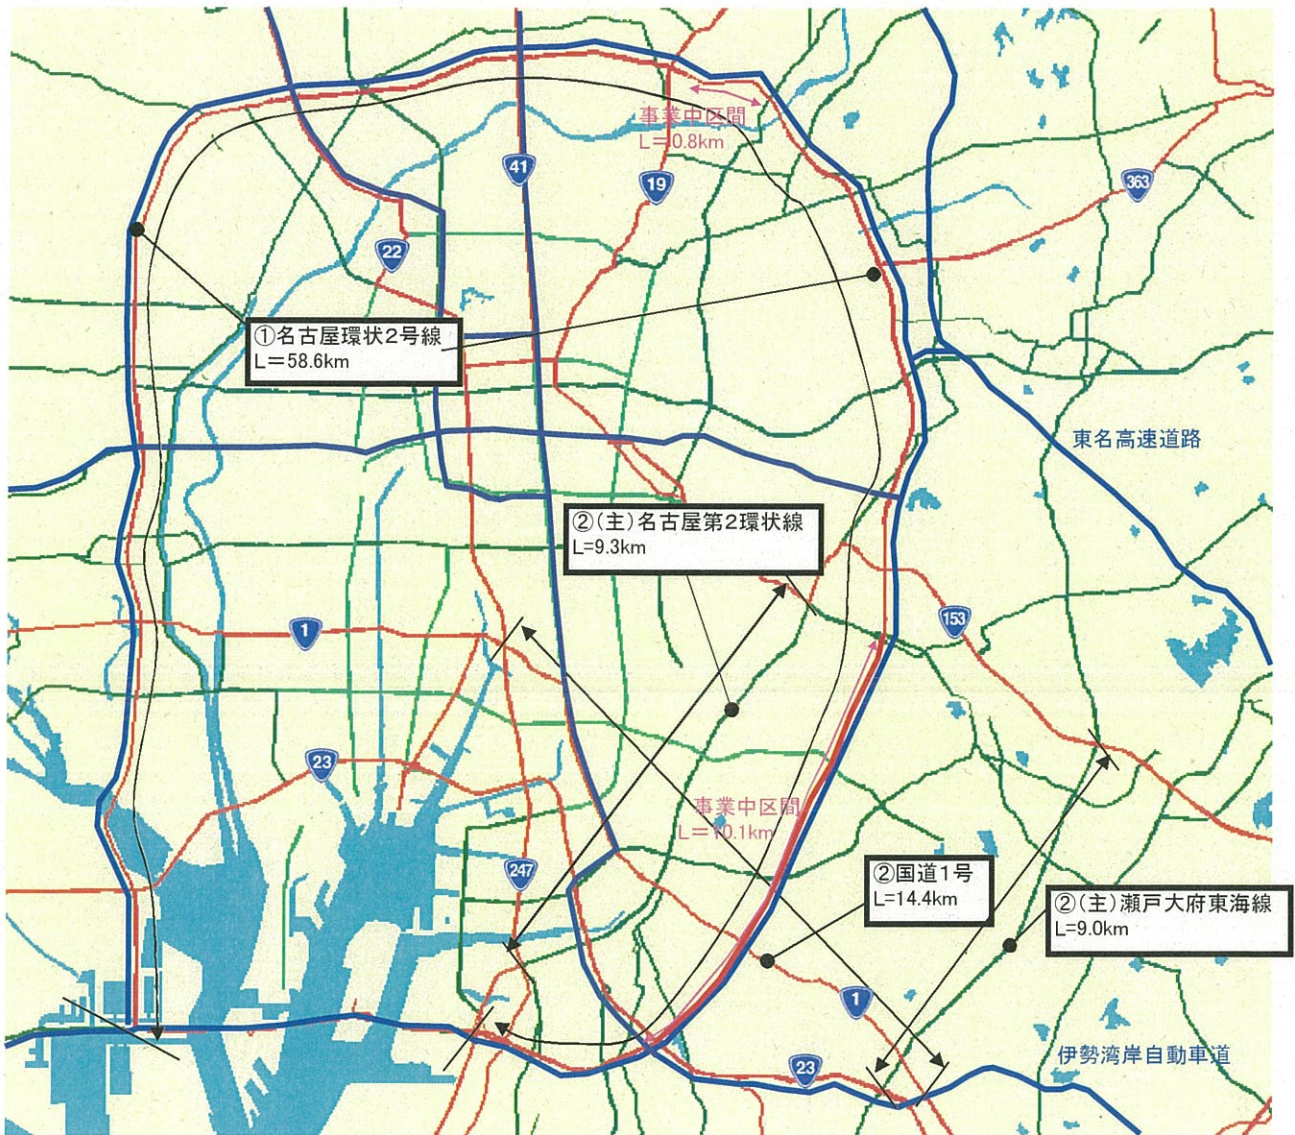 事業中区間
L=0.8km
41
19
363
22
①名古屋環状2号線
L=58.6km
東名高速道路
②(主)名古屋第2環状線
L=9.3km
1
153
23
事業中区間
L=10.1km
247
②国道1号
L=14.4km
②(主)瀬戸大府東海線
L=9.0km
1
23
伊勢湾岸自動車道